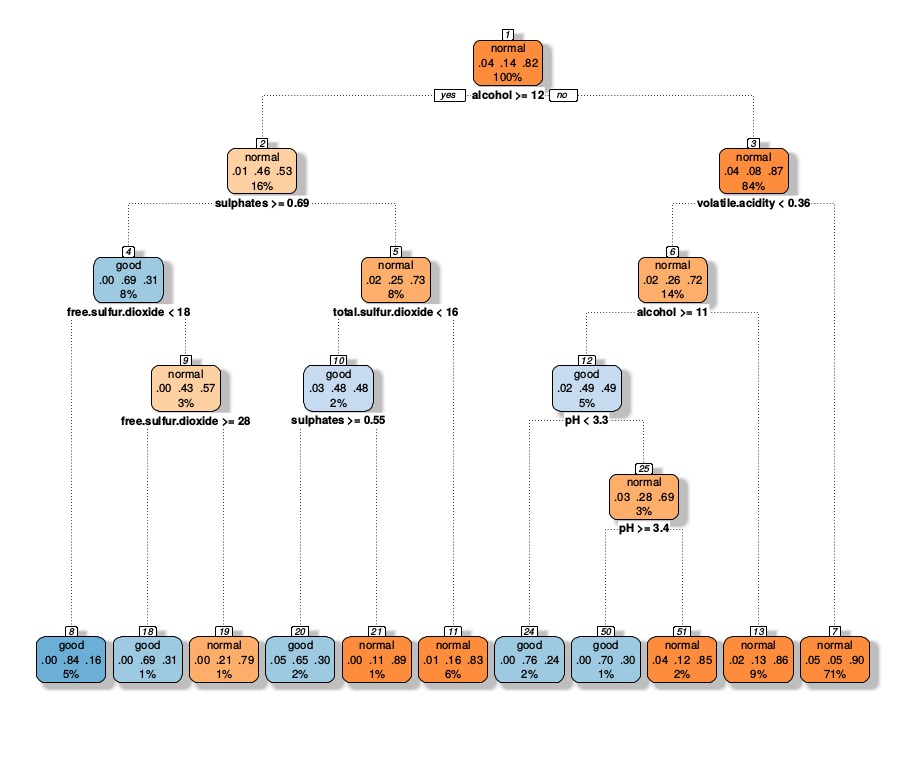 1
normal
.04 .14 .82
100%
yes alcohol >= 12 no
2
normal
.01 .46 .53
16%
sulphates >= 0.69
3
normal
.04 .08 .87
84%
volatile.acidity < 0.36
4
good
.00 .69 .31
8%
free.sulfur.dioxide < 18
5
normal
.02 .25 .73
8%
total.sulfur.dioxide < 16
6
normal
.02 .26 .72
14%
alcohol >= 11
9
normal
.00 .43 .57
3%
free.sulfur.dioxide >= 28
10
good
.03 .48 .48
2%
sulphates >= 0.55
12
good
.02 .49 .49
5%
pH < 3.3
25
normal
.03 .28 .69
3%
pH >= 3.4
8
good
.00 .84 .16
5%
18
good
.00 .69 .31
1%
19
normal
.00 .21 .79
1%
20
good
.05 .65 .30
2%
21
normal
.00 .11 .89
1%
11
normal
.01 .16 .83
6%
24
good
.00 .76 .24
2%
50
good
.00 .70 .30
1%
51
normal
.04 .12 .85
2%
13
normal
.02 .13 .86
9%
7
normal
.05 .05 .90
71%